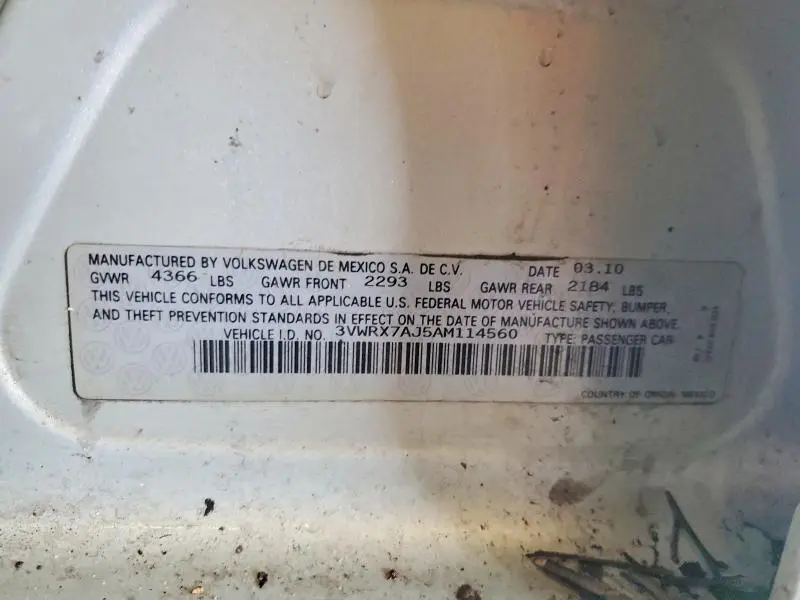 MANUFACTURED BY VOLKSWAGEN DE MEXICO S.A. DE C.V. DATE 03.10
GVWR 4366 LBS GAWR FRONT 2293 LBS GAWR REAR 2184 LBS
THIS VEHICLE CONFORMS TO ALL APPLICABLE U.S. FEDERAL MOTOR VEHICLE SAFETY, BUMPER,
AND THEFT PREVENTION STANDARDS IN EFFECT ON THE DATE OF MANUFACTURE SHOWN ABOVE.
VEHICLE I.D. NO. 3VWRX7AJ5AM114560 TYPE: PASSENGER CAR
COUNTRY OF ORIGIN: MEXICO